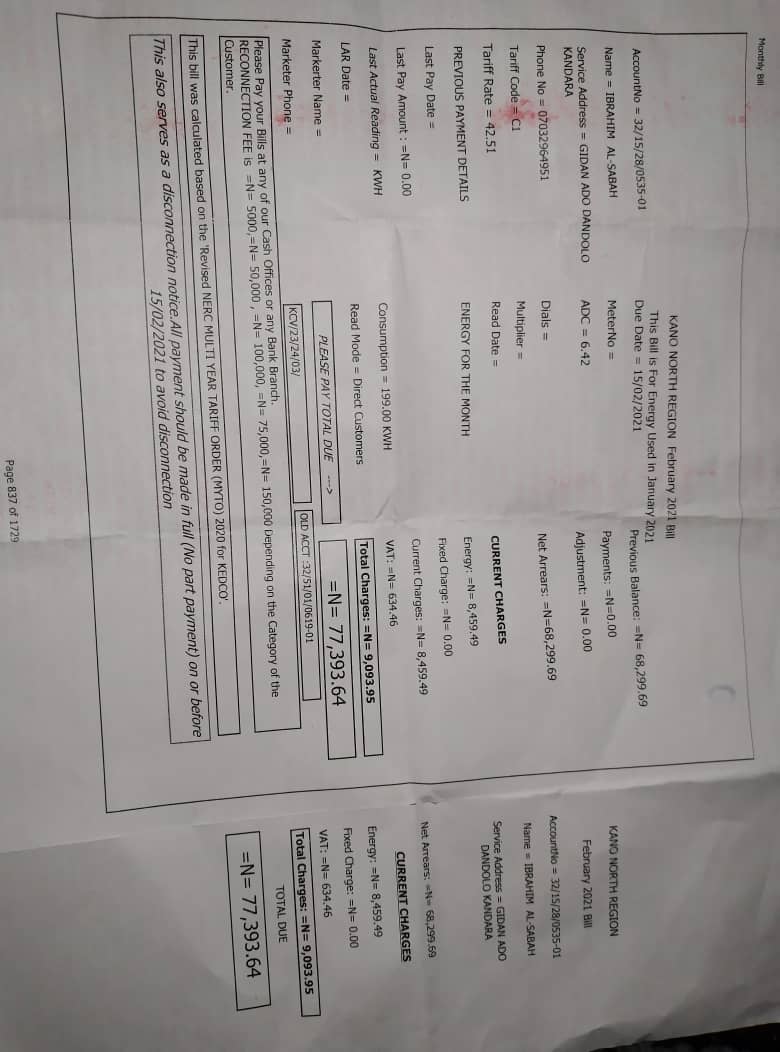 Monthly Bill
KANO NORTH REGION February 2021 Bill
This Bill is For Energy Used in January 2021
AccountNo = 32/15/28/0535-01
Due Date = 15/02/2021
Previous Balance: =N= 68,299.69
Name = IBRAHIM AL-SABAH
MeterNo =
Payments: =N=0.00
Service Address = GIDAN ADO DANDOLO
KANDARA
ADC = 6.42
Adjustment: =N= 0.00
Phone No = 07032964951
Dials =
Net Arrears: =N=68,299.69
Tariff Code = C1
Multiplier =
Tariff Rate = 42.51
Read Date =
CURRENT CHARGES
PREVIOUS PAYMENT DETAILS
ENERGY FOR THE MONTH
Energy: =N= 8,459.49
Last Pay Date =
Fixed Charge: =N= 0.00
Last Pay Amount : =N= 0.00
Current Charges: =N= 8,459.49
Last Actual Reading = KWH
Consumption = 199.00 KWH
VAT: =N= 634.46
LAR Date =
Read Mode = Direct Customers
Total Charges: =N= 9,093.95
Markerter Name =
PLEASE PAY TOTAL DUE --->
=N= 77,393.64
Marketer Phone =
KCV/23/24/03/
OLD ACCT :32/51/01/0619-01
Please Pay your Bills at any of our Cash Offices or any Bank Branch.
RECONNECTION FEE is =N= 5000,=N= 50,000 , =N= 100,000, =N= 75,000,=N= 150,000 Depending on the Category of the
Customer.
This bill was calculated based on the 'Revised NERC MULTI YEAR TARIFF ORDER (MYTO) 2020 for KEDCO'.
This also serves as a disconnection notice.All payment should be made in full (No part payment) on or before
15/02/2021 to avoid disconnection
KANO NORTH REGION
February 2021 Bill
AccountNo = 32/15/28/0535-01
Name = IBRAHIM AL-SABAH
Service Address = GIDAN ADO
DANDOLO KANDARA
Net Arrears: =N= 68,299.69
CURRENT CHARGES
Energy: =N= 8,459.49
Fixed Charge: =N= 0.00
VAT: =N= 634.46
Total Charges: =N= 9,093.95
TOTAL DUE
=N= 77,393.64
Page 837 of 1729